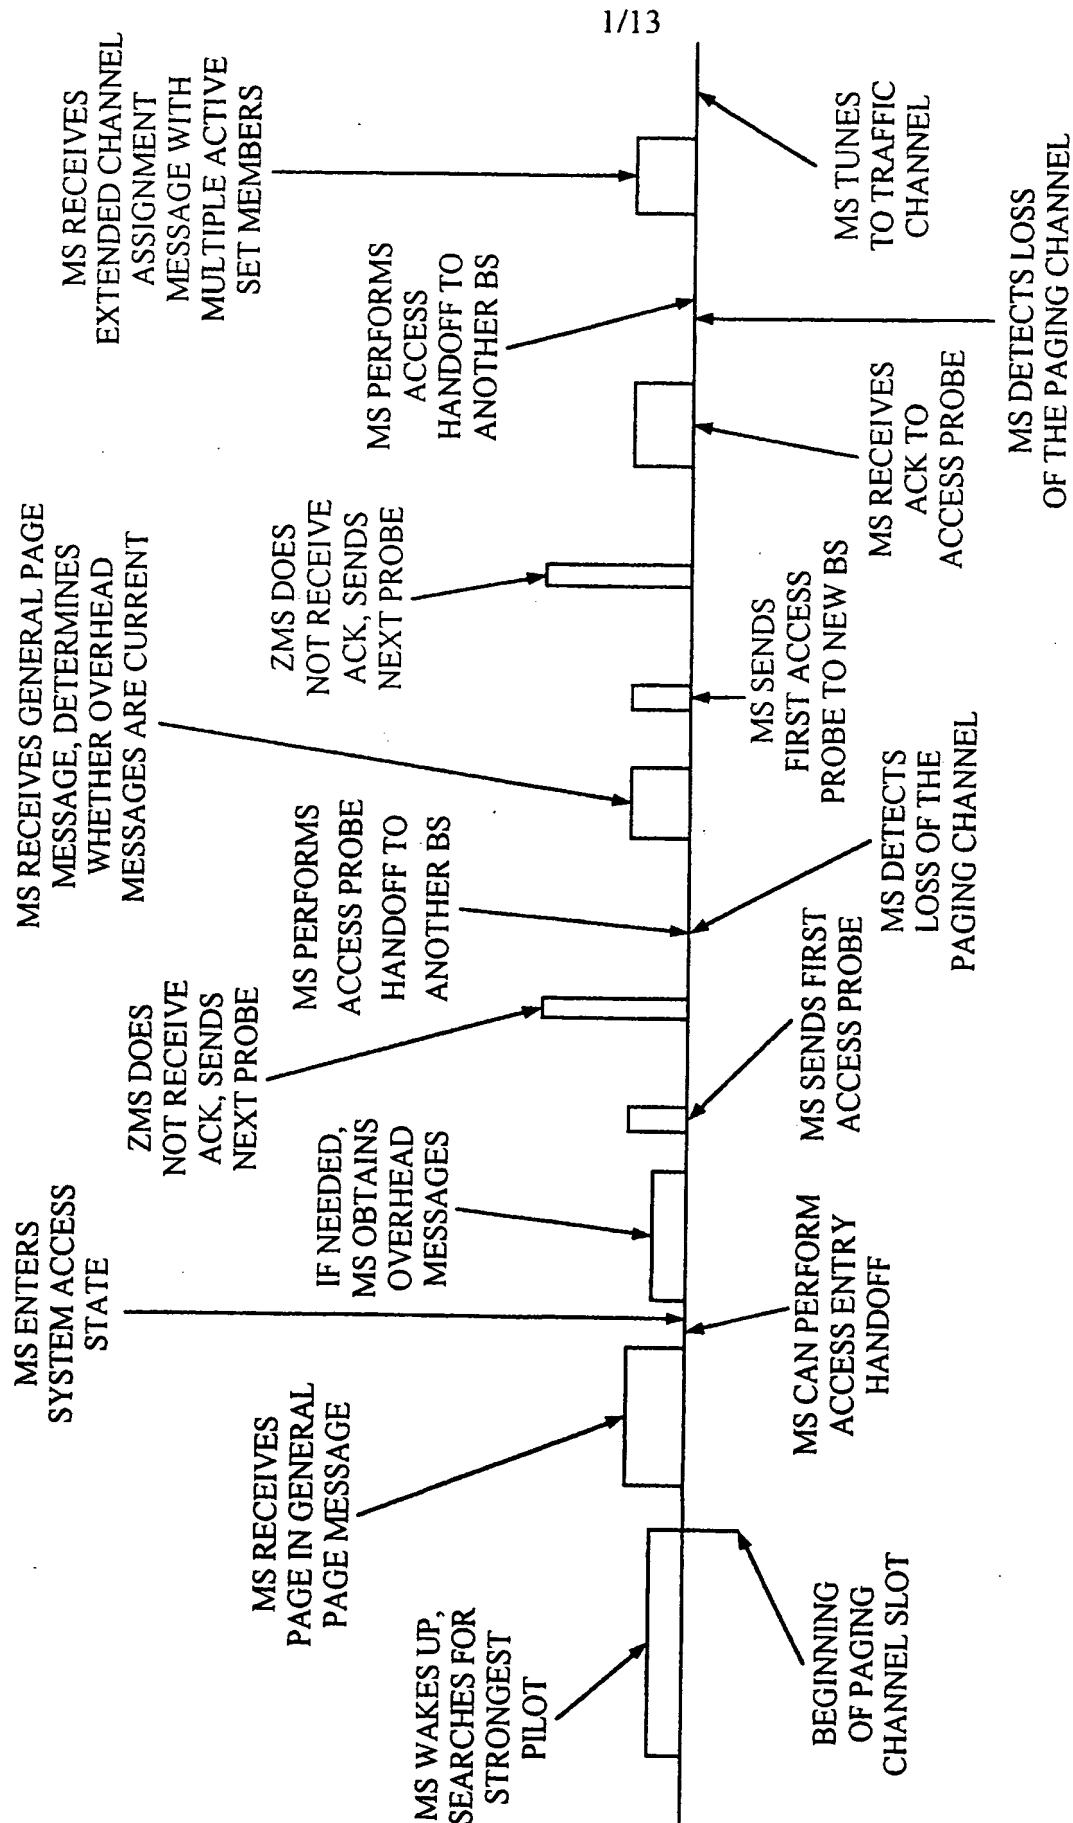 1/13
MS WAKES UP,
SEARCHES FOR
STRONGEST
PILOT
BEGINNING
OF PAGING
CHANNEL SLOT
MS RECEIVES
PAGE IN GENERAL
PAGE MESSAGE
MS ENTERS
SYSTEM ACCESS
STATE
MS CAN PERFORM
ACCESS ENTRY
HANDOFF
IF NEEDED,
MS OBTAINS
OVERHEAD
MESSAGES
MS SENDS FIRST
ACCESS PROBE
ZMS DOES
NOT RECEIVE
ACK, SENDS
NEXT PROBE
MS PERFORMS
ACCESS PROBE
HANDOFF TO
ANOTHER BS
MS DETECTS
LOSS OF THE
PAGING CHANNEL
MS RECEIVES GENERAL PAGE
MESSAGE, DETERMINES
WHETHER OVERHEAD
MESSAGES ARE CURRENT
MS SENDS
FIRST ACCESS
PROBE TO NEW BS
ZMS DOES
NOT RECEIVE
ACK, SENDS
NEXT PROBE
MS RECEIVES
ACK TO
ACCESS PROBE
MS PERFORMS
ACCESS
HANDOFF TO
ANOTHER BS
MS DETECTS LOSS
OF THE PAGING CHANNEL
MS RECEIVES
EXTENDED CHANNEL
ASSIGNMENT
MESSAGE WITH
MULTIPLE ACTIVE
SET MEMBERS
MS TUNES
TO TRAFFIC
CHANNEL